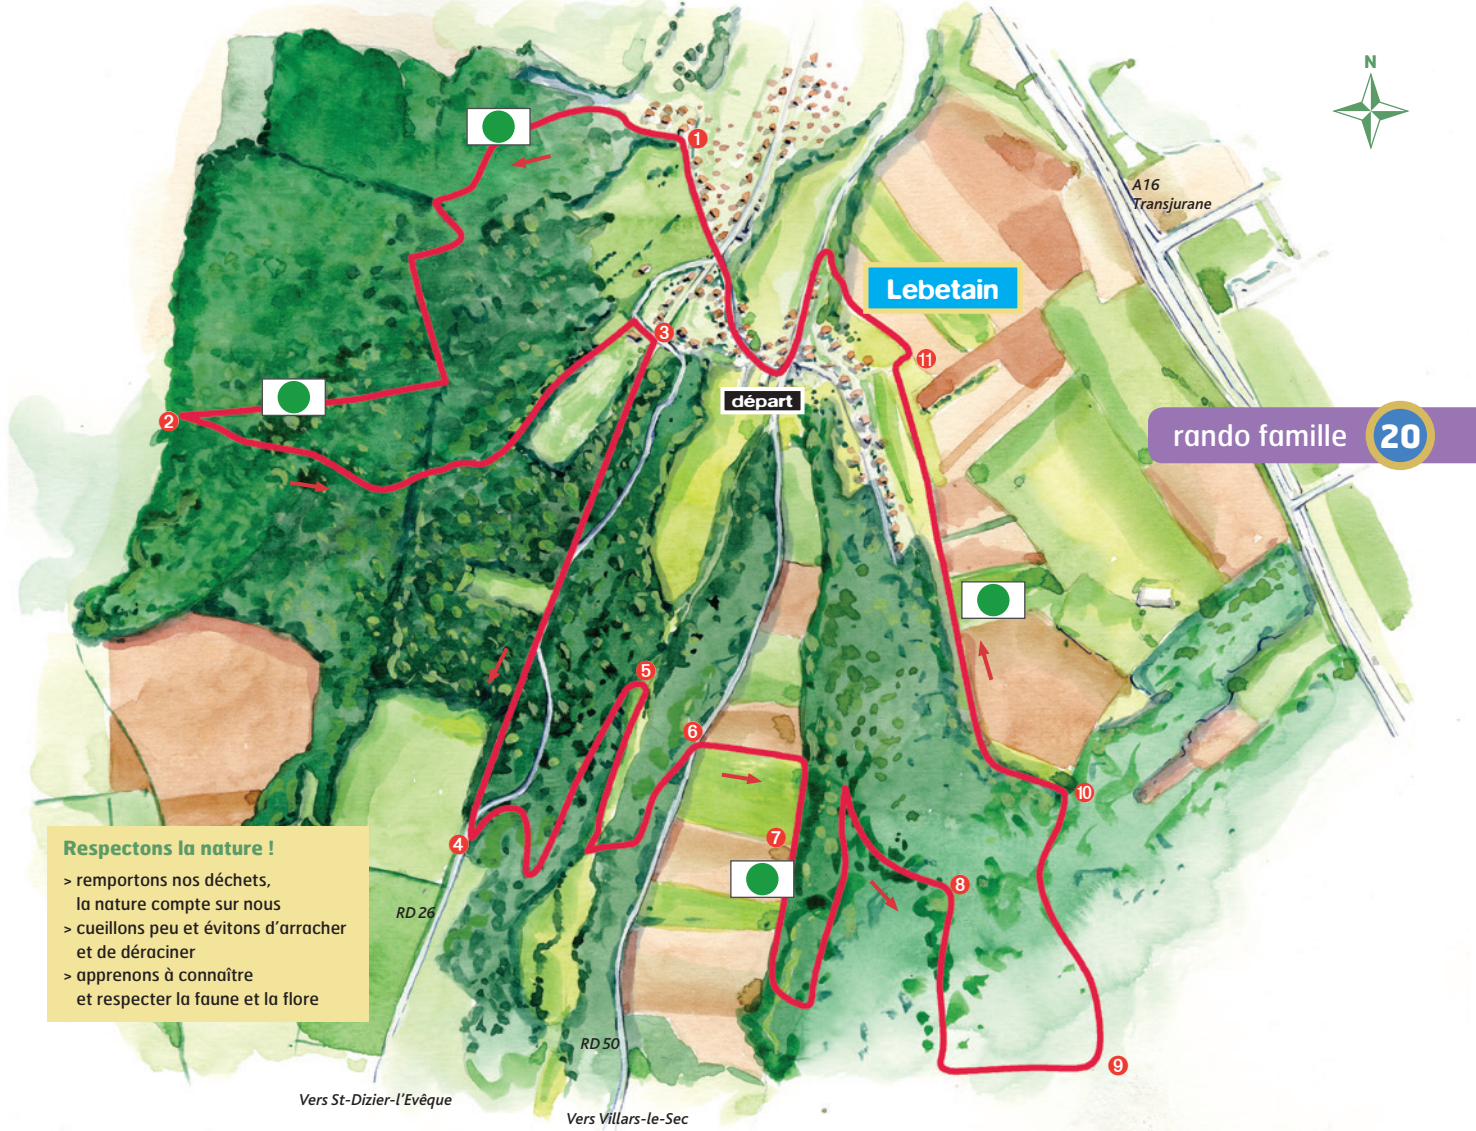 N
1
A16
Transjurane
Lebetain
3
11
départ
2
rando famille 20
5
6
10
7
4
8
Respectons la nature !
> remportons nos déchets,
la nature compte sur nous
> cueillons peu et évitons d'arracher
et de déraciner
> apprenons à connaître
et respecter la faune et la flore
RD 26
RD 50
9
Vers St-Dizier-l'Evêque
Vers Villars-le-Sec